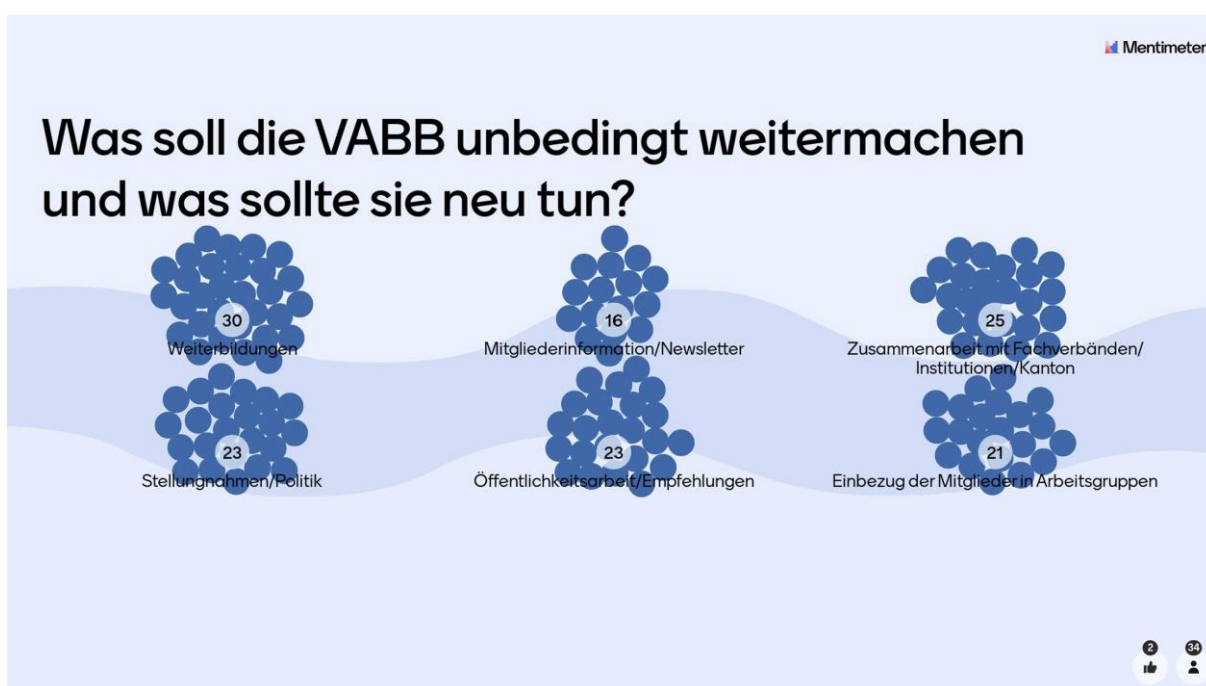 Mentimeter
Was soll die VABB unbedingt weitermachen
und was sollte sie neu tun?
30
Weiterbildungen
16
Mitgliederinformation/Newsletter
25
Zusammenarbeit mit Fachverbänden/
Institutionen/Kanton
23
Stellungnahmen/Politik
23
Öffentlichkeitsarbeit/Empfehlungen
21
Einbezug der Mitglieder in Arbeitsgruppen
2
34